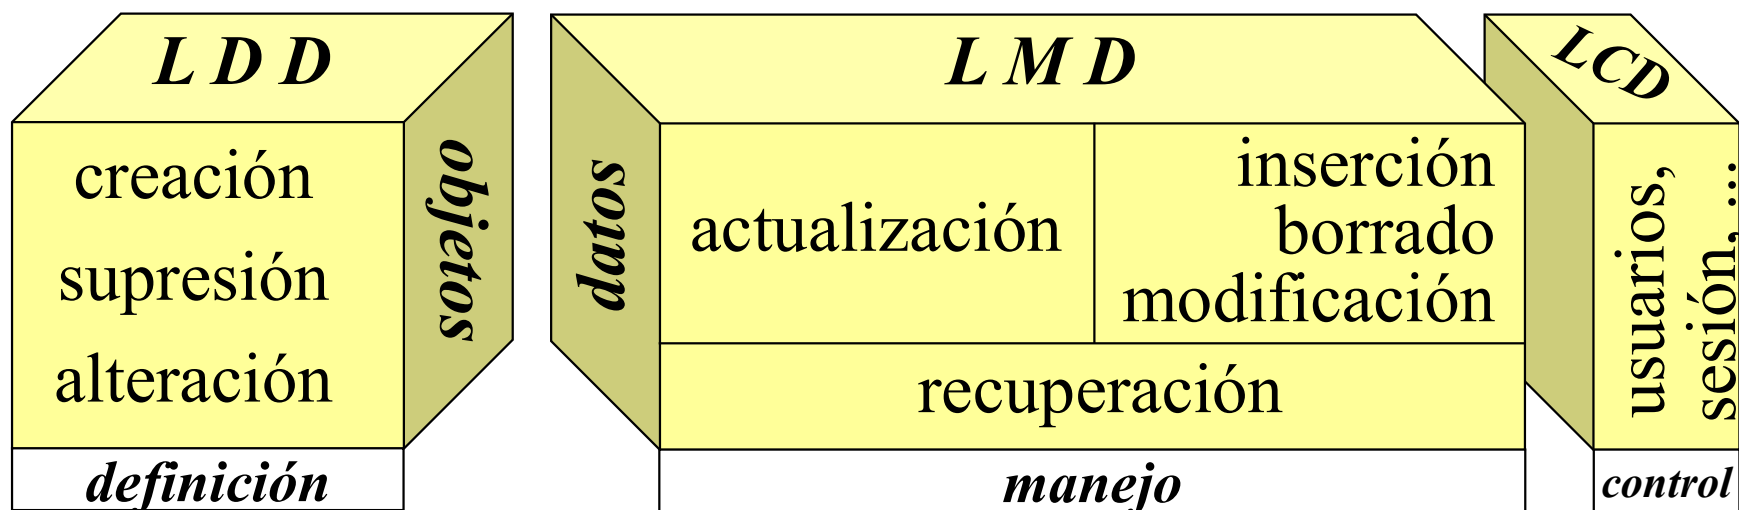 L D D
creación
supresión
alteración
objetos
definición
datos
L M D
actualización
inserción
borrado
modificación
recuperación
manejo
LCD
usuarios,
sesión, ...
control